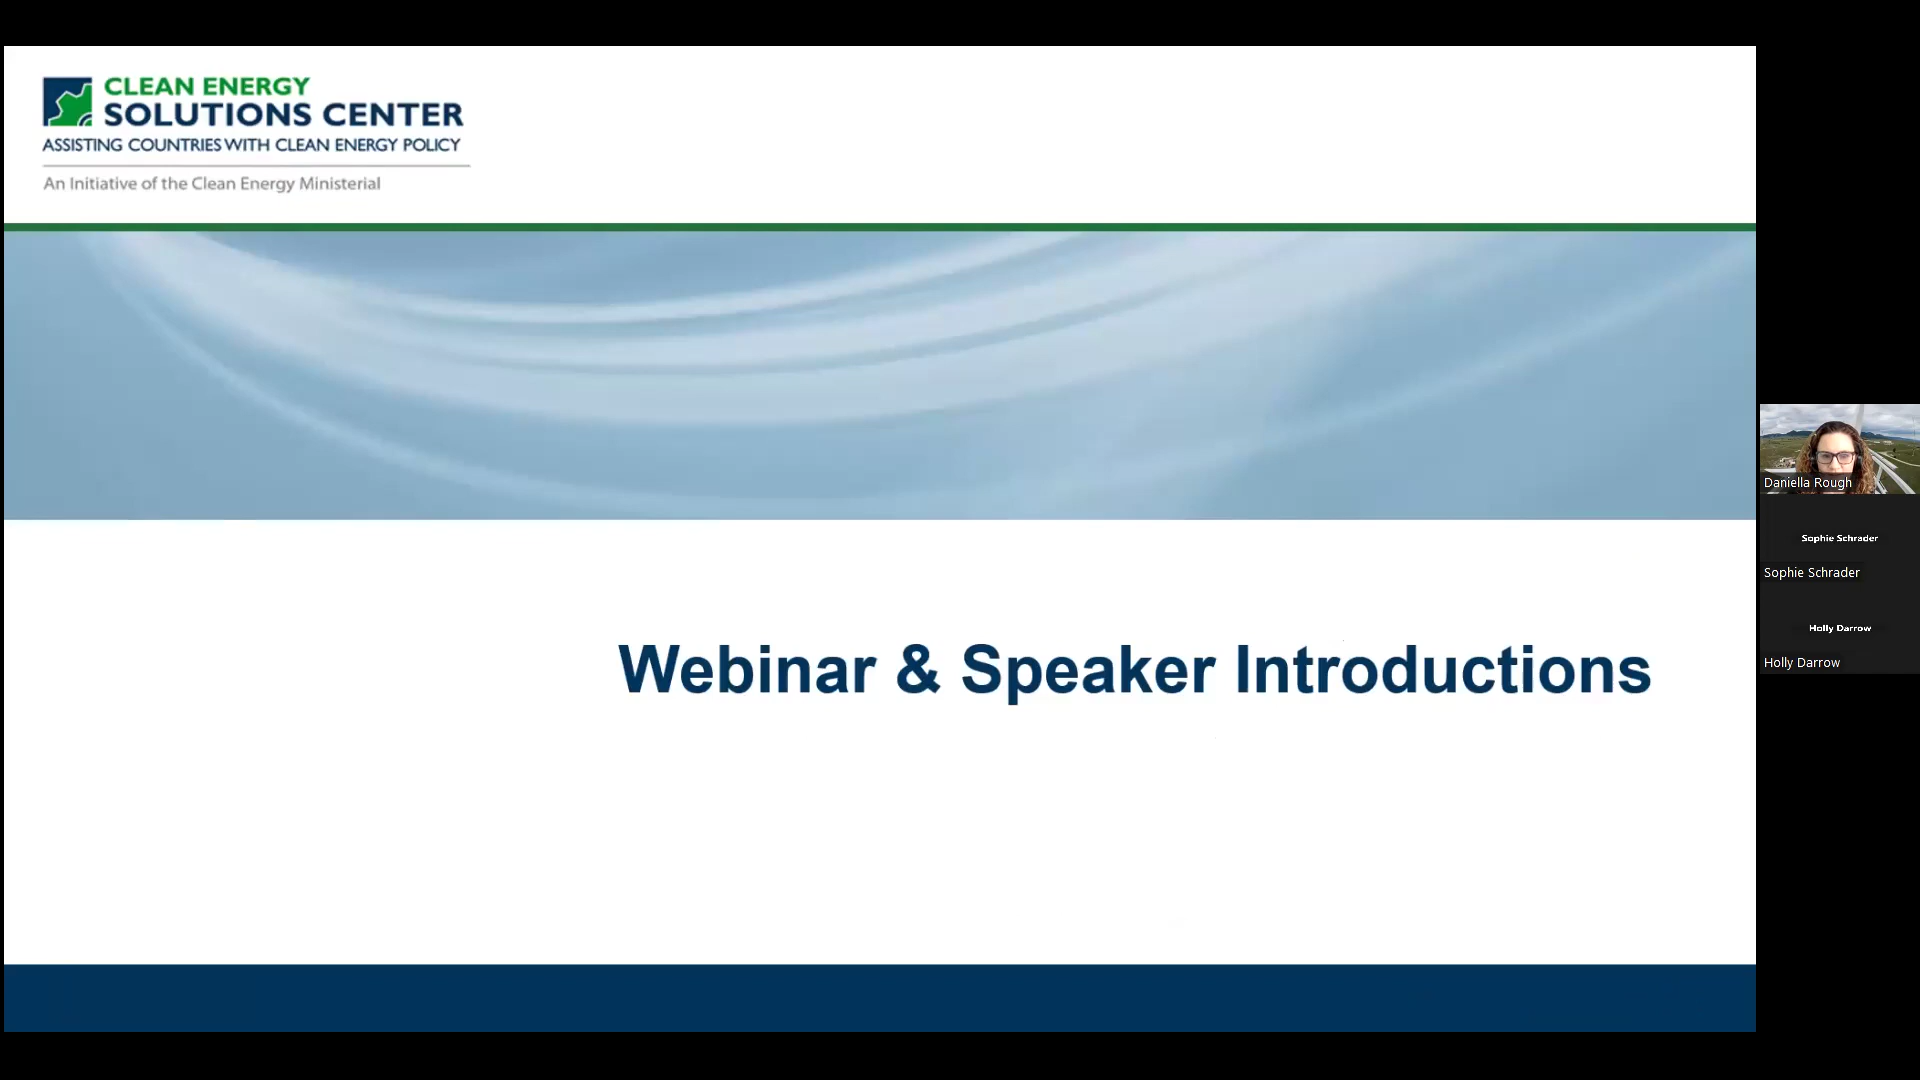 CLEAN ENERGY
SOLUTIONS CENTER
ASSISTING COUNTRIES WITH CLEAN ENERGY POLICY
An Initiative of the Clean Energy Ministerial
Webinar & Speaker Introductions
Daniella Rough
Sophie Schrader
Sophie Schrader
Holly Darrow
Holly Darrow